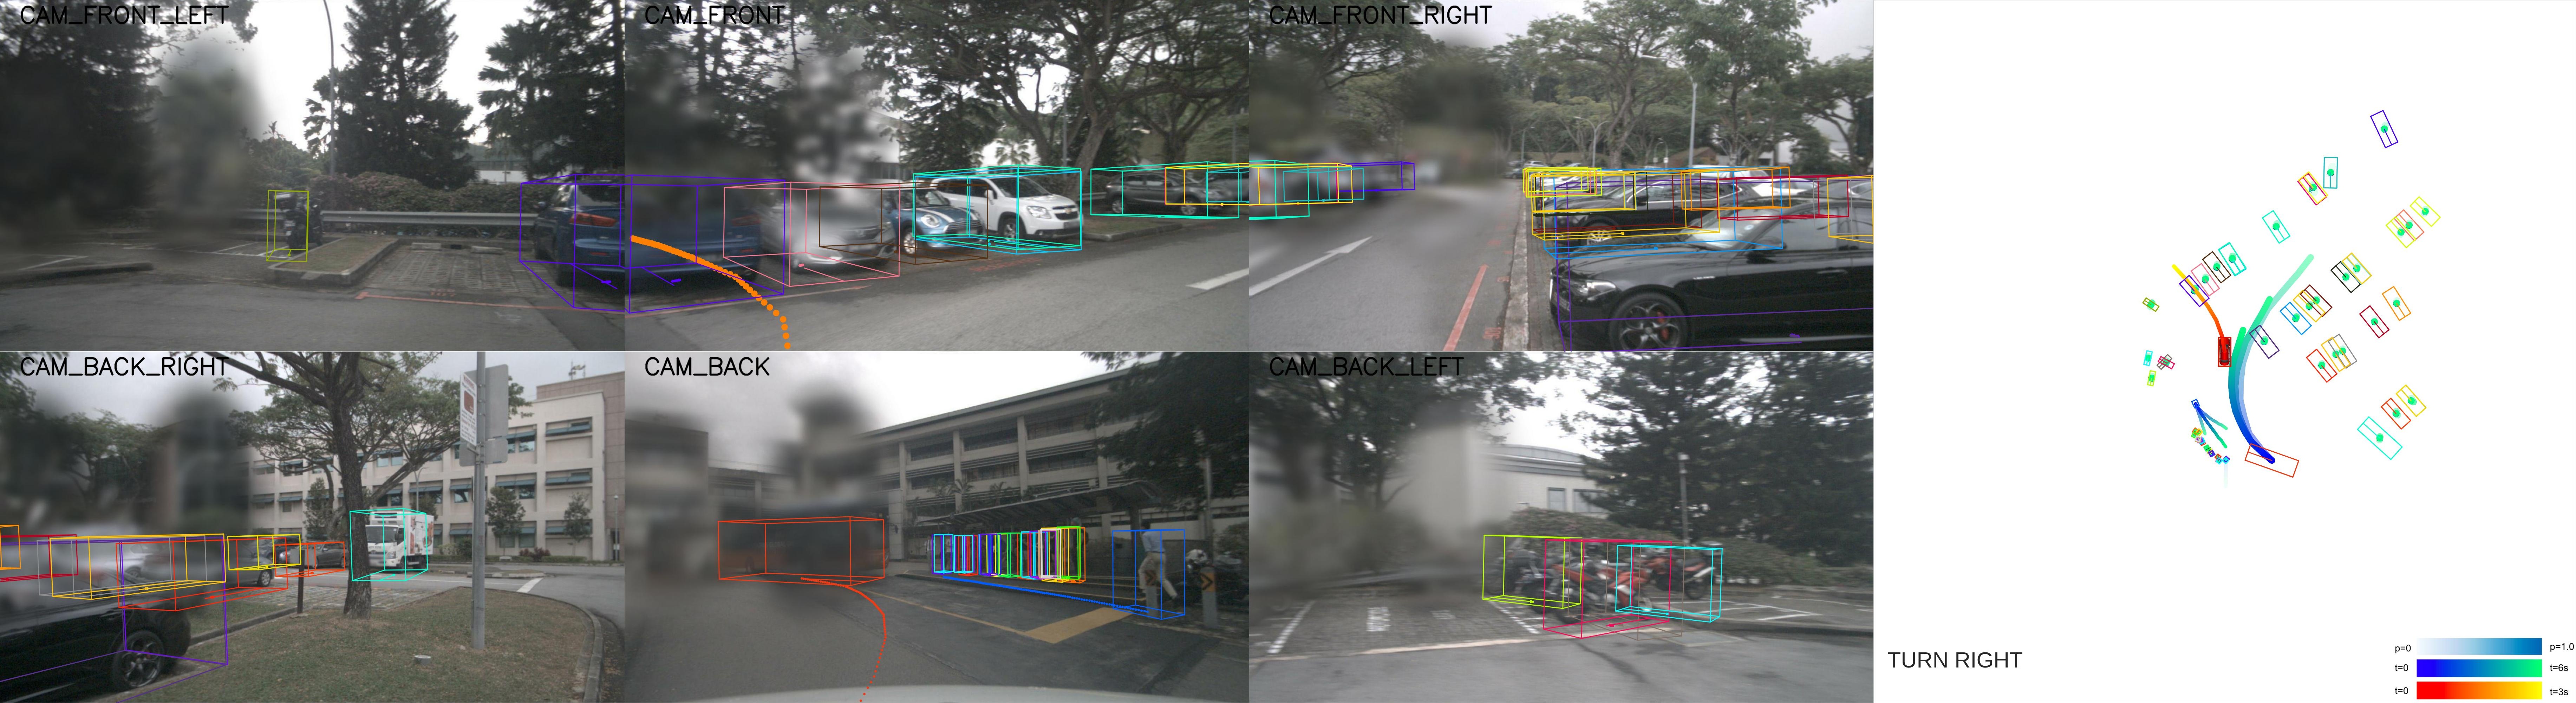 CAM_FRONT_LEFT
CAM_FRONT
CAM_FRONT_RIGHT
CAM_BACK_RIGHT
CAM_BACK
CAM_BACK_LEFT
TURN RIGHT
p=0
p=1.0
t=0
t=6s
t=0
t=3s